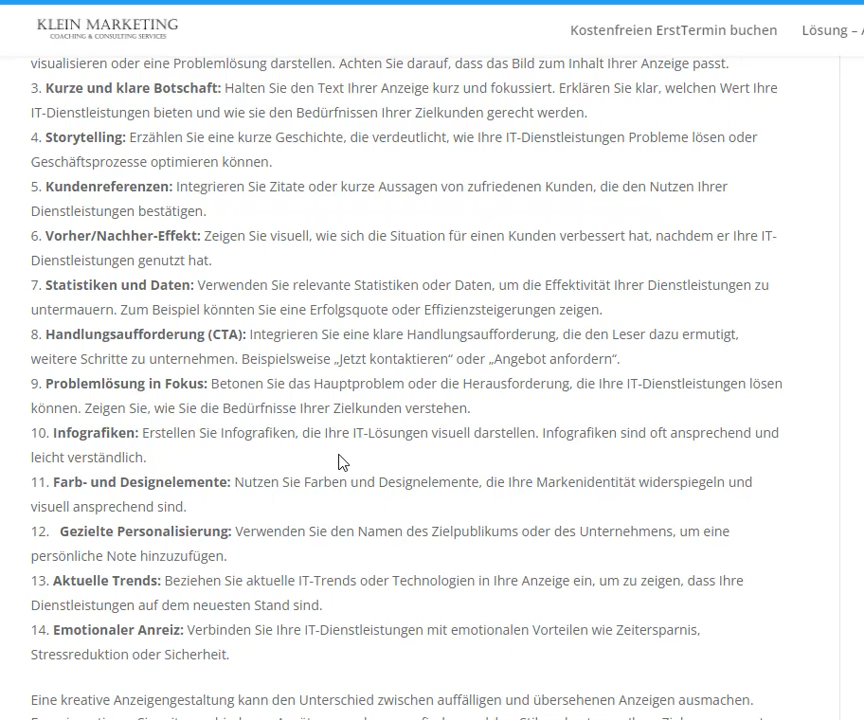 KLEIN MARKETING
COACHING & CONSULTING SERVICES
Kostenfreien ErstTermin buchen
Lösung – A
visualisieren oder eine Problemlösung darstellen. Achten Sie darauf, dass das Bild zum Inhalt Ihrer Anzeige passt.
3. Kurze und klare Botschaft: Halten Sie den Text Ihrer Anzeige kurz und fokussiert. Erklären Sie klar, welchen Wert Ihre
IT-Dienstleistungen bieten und wie sie den Bedürfnissen Ihrer Zielkunden gerecht werden.
4. Storytelling: Erzählen Sie eine kurze Geschichte, die verdeutlicht, wie Ihre IT-Dienstleistungen Probleme lösen oder
Geschäftsprozesse optimieren können.
5. Kundenreferenzen: Integrieren Sie Zitate oder kurze Aussagen von zufriedenen Kunden, die den Nutzen Ihrer
Dienstleistungen bestätigen.
6. Vorher/Nachher-Effekt: Zeigen Sie visuell, wie sich die Situation für einen Kunden verbessert hat, nachdem er Ihre IT-
Dienstleistungen genutzt hat.
7. Statistiken und Daten: Verwenden Sie relevante Statistiken oder Daten, um die Effektivität Ihrer Dienstleistungen zu
untermauern. Zum Beispiel könnten Sie eine Erfolgsquote oder Effizienzsteigerungen zeigen.
8. Handlungsaufforderung (CTA): Integrieren Sie eine klare Handlungsaufforderung, die den Leser dazu ermutigt,
weitere Schritte zu unternehmen. Beispielsweise „Jetzt kontaktieren“ oder „Angebot anfordern“.
9. Problemlösung in Fokus: Betonen Sie das Hauptproblem oder die Herausforderung, die Ihre IT-Dienstleistungen lösen
können. Zeigen Sie, wie Sie die Bedürfnisse Ihrer Zielkunden verstehen.
10. Infografiken: Erstellen Sie Infografiken, die Ihre IT-Lösungen visuell darstellen. Infografiken sind oft ansprechend und
leicht verständlich.
11. Farb- und Designelemente: Nutzen Sie Farben und Designelemente, die Ihre Markenidentität widerspiegeln und
visuell ansprechend sind.
12. Gezielte Personalisierung: Verwenden Sie den Namen des Zielpublikums oder des Unternehmens, um eine
persönliche Note hinzuzufügen.
13. Aktuelle Trends: Beziehen Sie aktuelle IT-Trends oder Technologien in Ihre Anzeige ein, um zu zeigen, dass Ihre
Dienstleistungen auf dem neuesten Stand sind.
14. Emotionaler Anreiz: Verbinden Sie Ihre IT-Dienstleistungen mit emotionalen Vorteilen wie Zeitersparnis,
Stressreduktion oder Sicherheit.
Eine kreative Anzeigengestaltung kann den Unterschied zwischen auffälligen und übersehenen Anzeigen ausmachen.